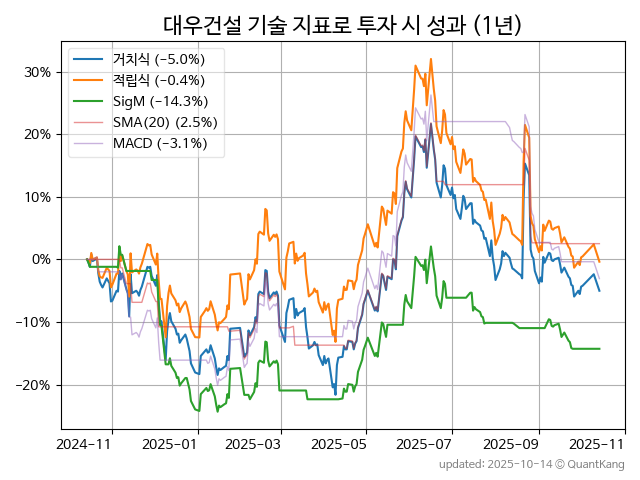 대우건설 기술 지표로 투자 시 성과 (1년)
거치식 (−5.0%)
적립식 (−0.4%)
SigM (−14.3%)
SMA(20) (2.5%)
MACD (−3.1%)
30%
20%
10%
0%
−10%
−20%
2024-11 2025-01 2025-03 2025-05 2025-07 2025-09 2025-11
updated: 2025-10-14 © QuantKang